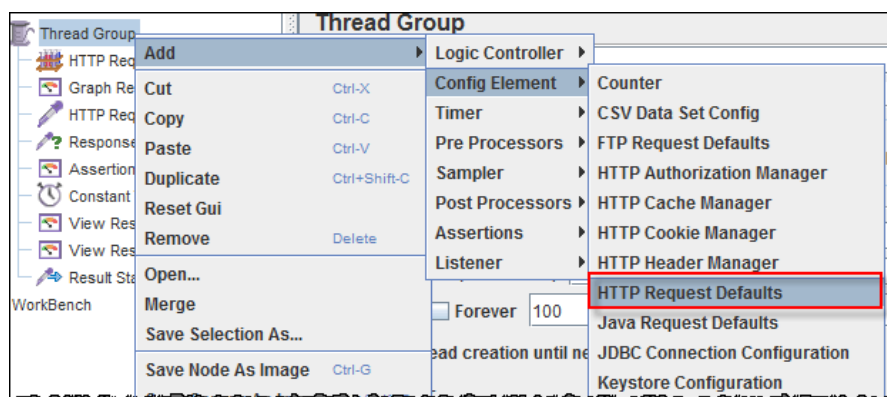 Thread Group
Thread Group
HTTP Req
Graph Re
HTTP Req
Response
Assertion
Constant
View Res
View Res
Result Sta
WorkBench
Add
Cut Ctrl-X
Copy Ctrl-C
Paste Ctrl-V
Duplicate Ctrl+Shift-C
Reset Gui
Remove Delete
Open...
Merge
Save Selection As...
Save Node As Image Ctrl-G
Logic Controller
Config Element
Timer
Pre Processors
Sampler
Post Processors
Assertions
Listener
Forever 100
ead creation until ne
Counter
CSV Data Set Config
FTP Request Defaults
HTTP Authorization Manager
HTTP Cache Manager
HTTP Cookie Manager
HTTP Header Manager
HTTP Request Defaults
Java Request Defaults
JDBC Connection Configuration
Keystore Configuration